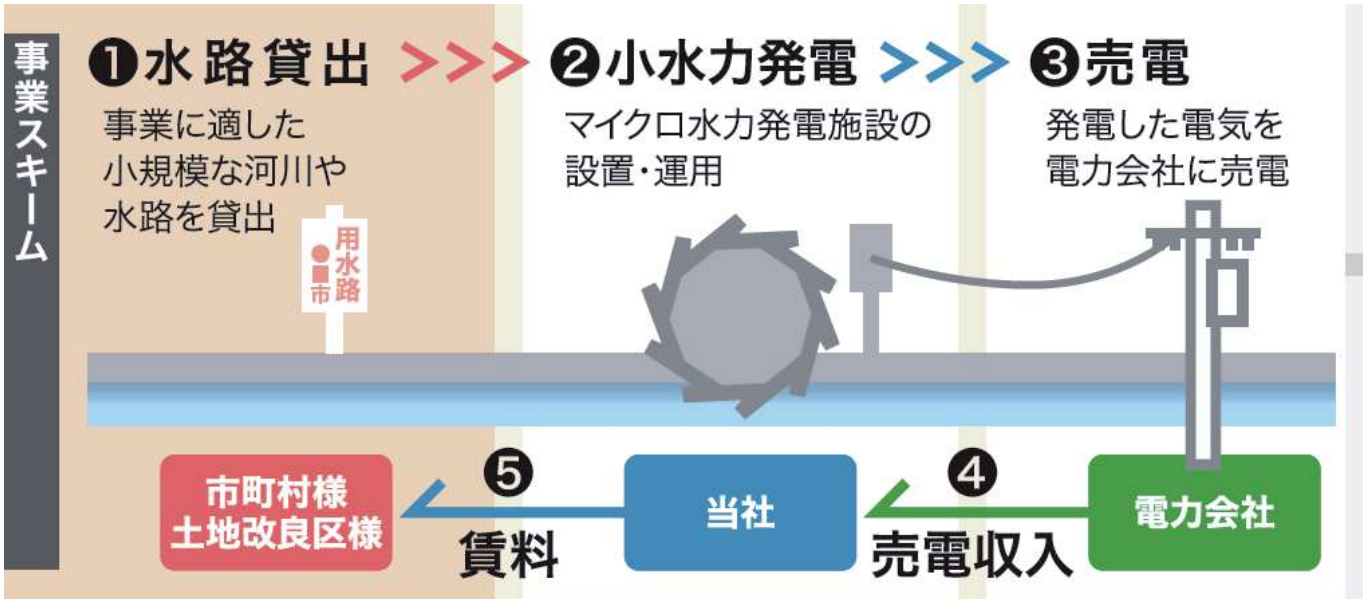 事業スキーム
❶水路貸出 >>>
事業に適した
小規模な河川や
水路を貸出
用水路
●■市
❷小水力発電 >>>
マイクロ水力発電施設の
設置・運用
❸売電
発電した電気を
電力会社に売電
市町村様
土地改良区様
❺
賃料
当社
❹
売電収入
電力会社